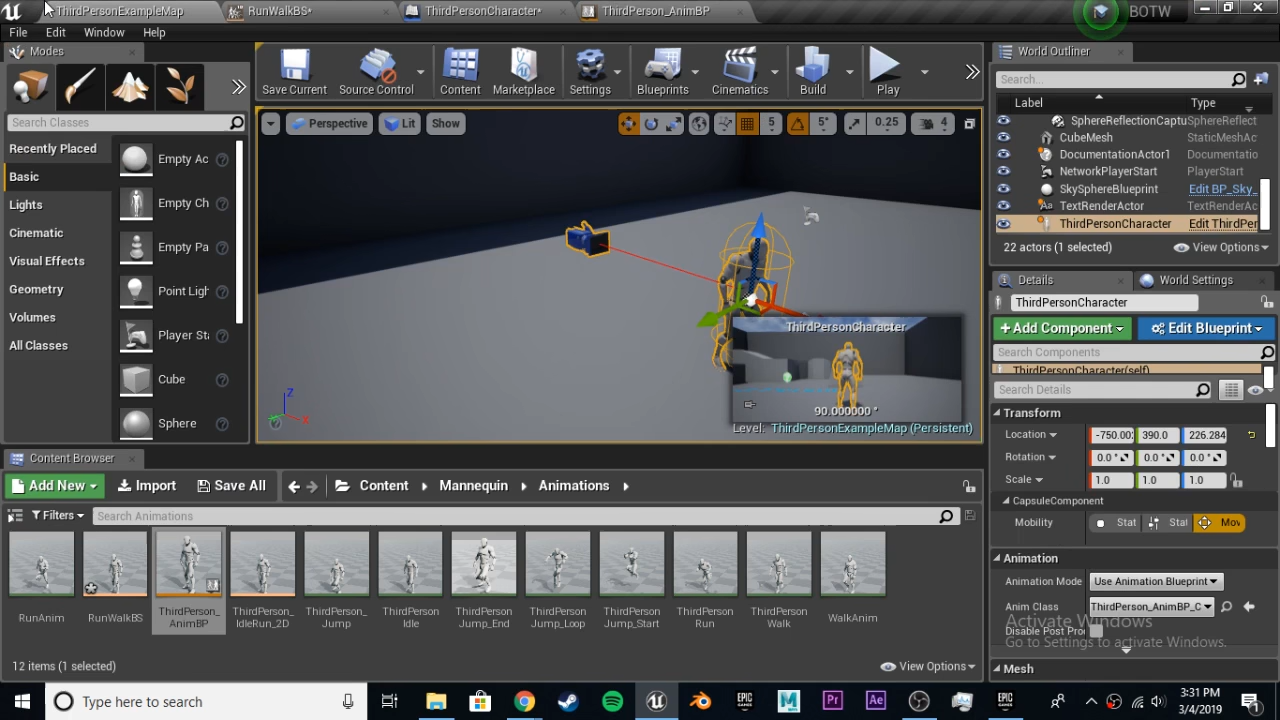 ThirdPersonExampleMap
RunWalkBS*
ThirdPersonCharacter*
ThirdPerson_AnimBP
BOTW
File
Edit
Window
Help
Modes
Search Classes
Recently Placed
Basic
Lights
Cinematic
Visual Effects
Geometry
Volumes
All Classes
Empty Ac
Empty Ch
Empty Pa
Point Ligh
Player Sta
Cube
Sphere
Save Current
Source Control
Content
Marketplace
Settings
Blueprints
Cinematics
Build
Play
Perspective
Lit
Show
5
5°
0.25
4
ThirdPersonCharacter
90.000000 °
Level: ThirdPersonExampleMap (Persistent)
Z
X
World Outliner
Search...
Label
Type
SphereReflectionCaptu SphereReflect
CubeMesh StaticMeshAc
DocumentationActor1 Documentatio
NetworkPlayerStart PlayerStart
SkySphereBlueprint Edit BP_Sky_
TextRenderActor TextRenderAc
ThirdPersonCharacter Edit ThirdPer
22 actors (1 selected)
View Options
Details
World Settings
ThirdPersonCharacter
+Add Component
Edit Blueprint
Search Components
ThirdPersonCharacter(self)
Search Details
Transform
Location -750.00 390.0 226.284
Rotation 0.0 ° 0.0 ° 0.0 °
Scale 1.0 1.0 1.0
CapsuleComponent
Mobility Stat Stat Mov
Animation
Animation Mode Use Animation Blueprint
Anim Class ThirdPerson_AnimBP_C
Disable Post Pro
Activate Windows
Go to Settings to activate Windows.
Mesh
Content Browser
Add New
Import
Save All
Content
Mannequin
Animations
Filters
Search Animations
RunAnim
RunWalkBS
ThirdPerson_
AnimBP
ThirdPerson_
IdleRun_2D
ThirdPerson_
Jump
ThirdPerson
Idle
ThirdPerson
Jump_End
ThirdPerson
Jump_Loop
ThirdPerson
Jump_Start
ThirdPerson
Run
ThirdPerson
Walk
WalkAnim
12 items (1 selected)
View Options
Type here to search
EPIC
GAMES
M
Pr
Ae
EPIC
GAMES
3:31 PM
3/4/2019
1